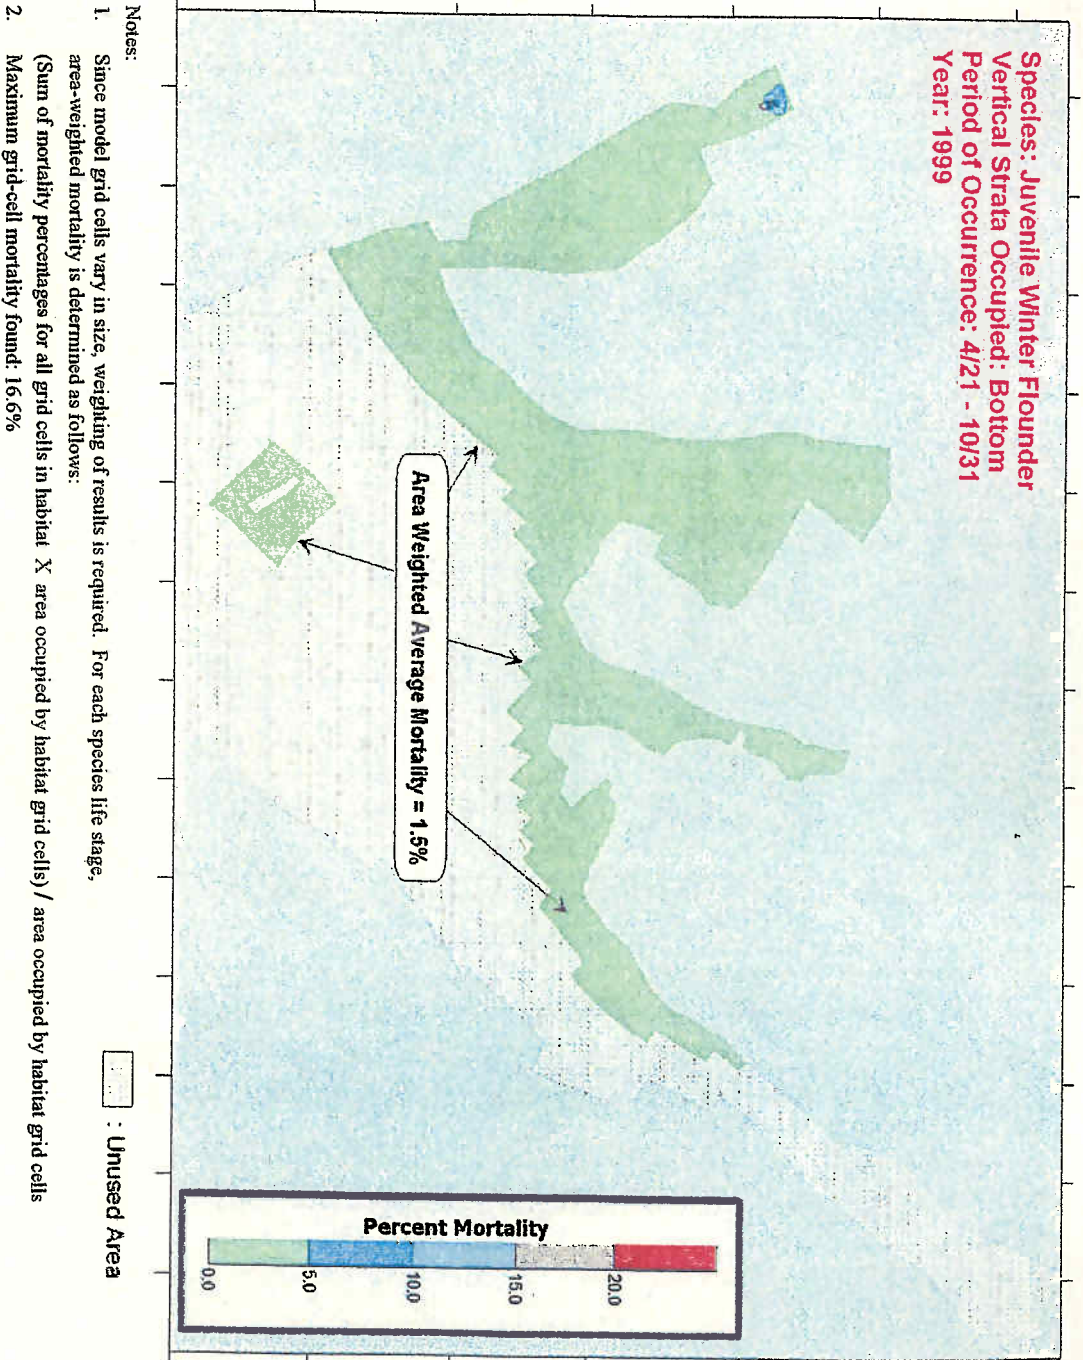 Species: Juvenile Winter Flounder
Vertical Strata Occupied: Bottom
Period of Occurrence: 4/21 - 10/31
Year: 1999
Area Weighted Average Mortality = 1.5%
Percent Mortality
0.0
5.0
10.0
15.0
20.0
: Unused Area
Notes:
1. Since model grid cells vary in size, weighting of results is required. For each species life stage,
area-weighted mortality is determined as follows:
(Sum of mortality percentages for all grid cells in habitat X area occupied by habitat grid cells) / area occupied by habitat grid cells
2. Maximum grid-cell mortality found: 16.6%